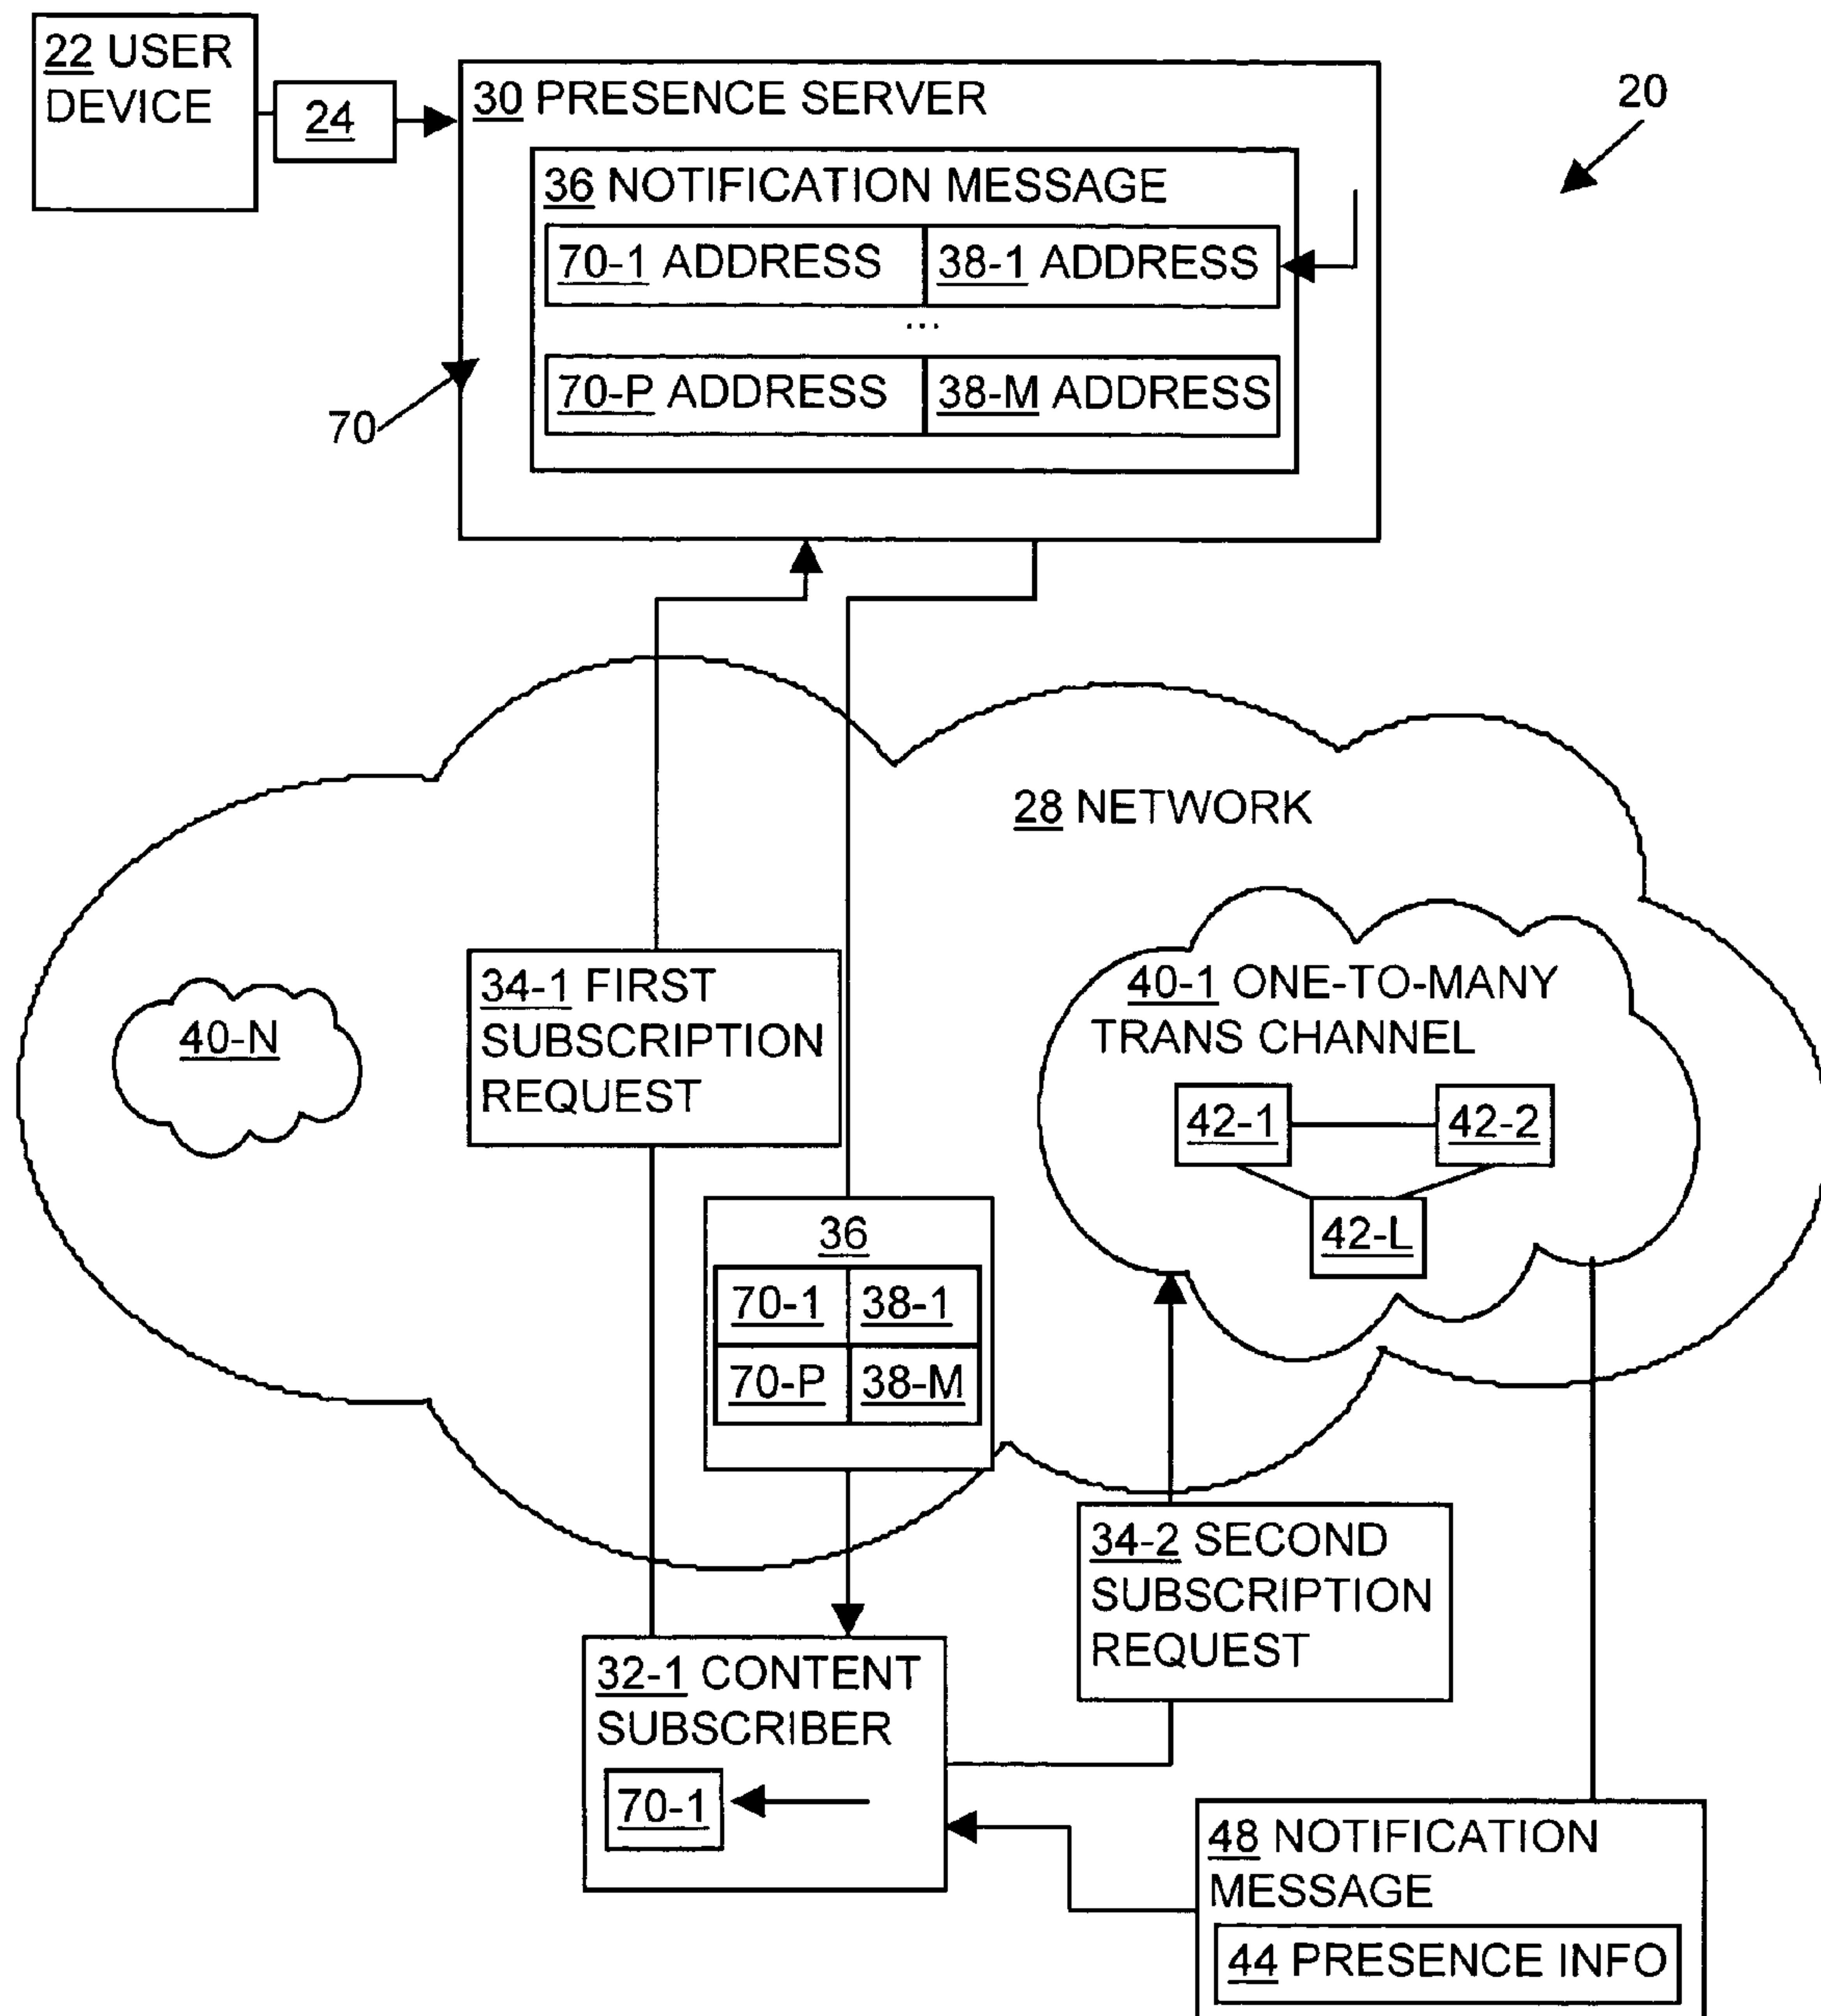 22 USER
DEVICE
24
30 PRESENCE SERVER
20
36 NOTIFICATION MESSAGE
70-1 ADDRESS
38-1 ADDRESS
...
70-P ADDRESS
38-M ADDRESS
70
28 NETWORK
34-1 FIRST
SUBSCRIPTION
REQUEST
40-N
40-1 ONE-TO-MANY
TRANS CHANNEL
42-1
42-2
42-L
36
70-1
38-1
70-P
38-M
34-2 SECOND
SUBSCRIPTION
REQUEST
32-1 CONTENT
SUBSCRIBER
70-1
48 NOTIFICATION
MESSAGE
44 PRESENCE INFO